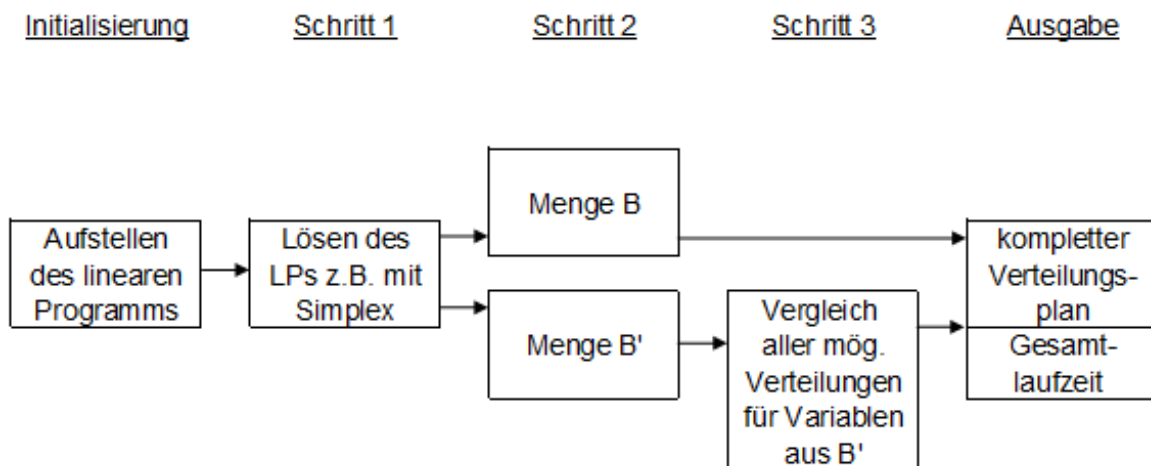 Initialisierung
Schritt 1
Schritt 2
Schritt 3
Ausgabe
Aufstellen
des linearen
Programms
Lösen des
LPs z.B. mit
Simplex
Menge B
Menge B'
Vergleich
aller mög.
Verteilungen
für Variablen
aus B'
kompletter
Verteilungs-
plan
Gesamt-
laufzeit